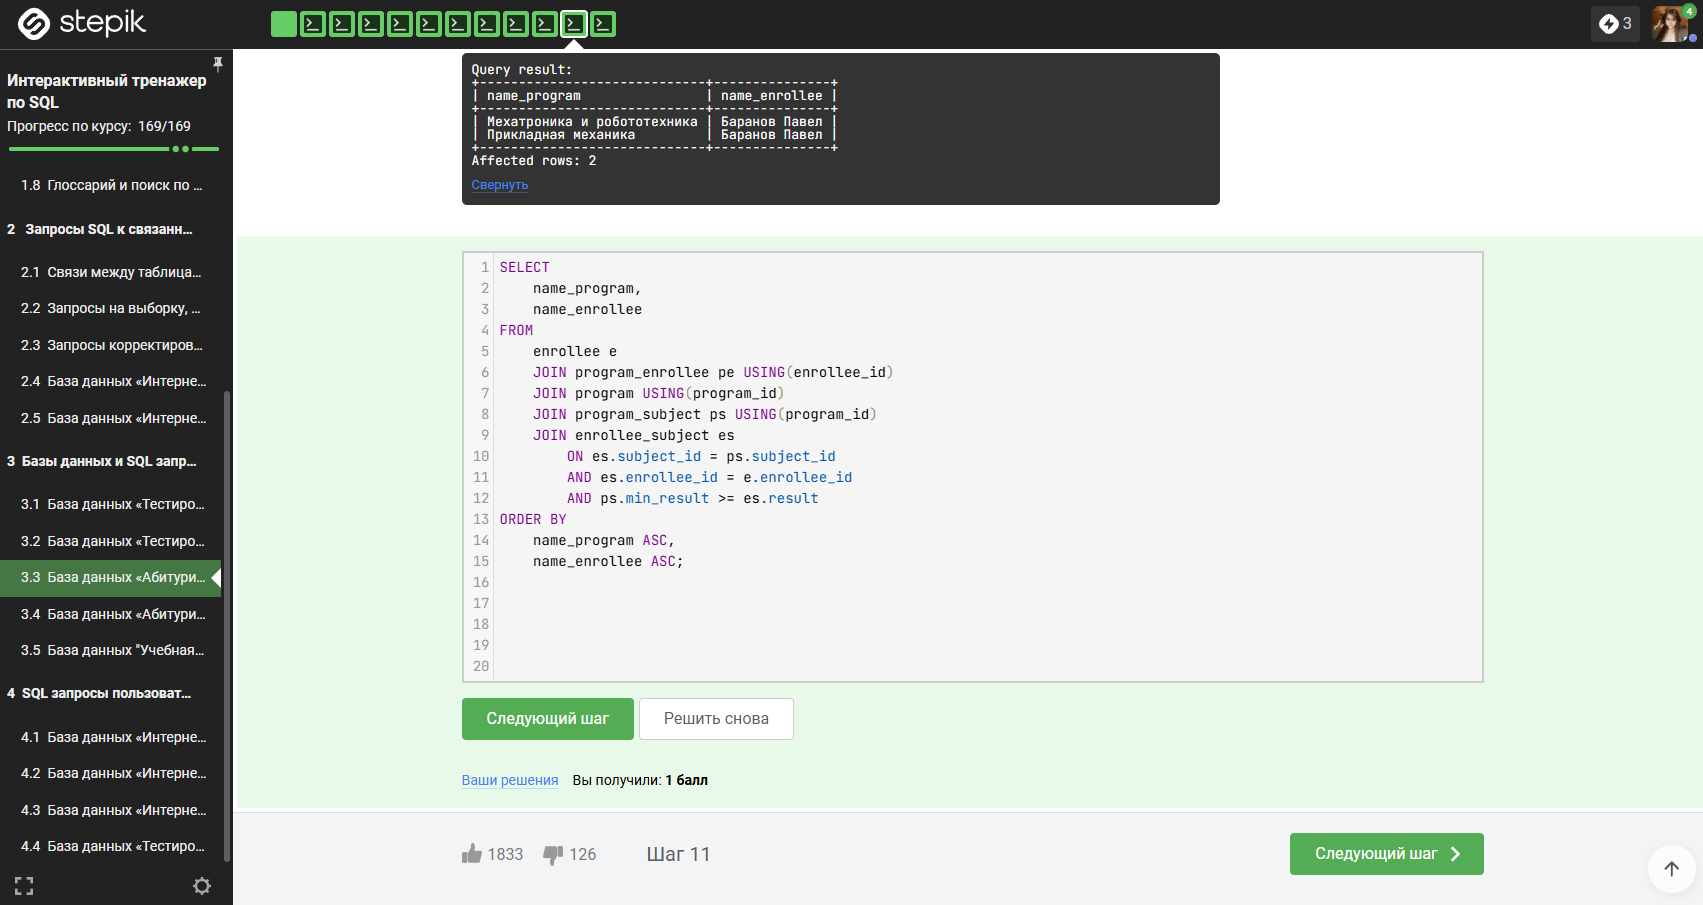 stepik
3
4
Интерактивный тренажер
по SQL
Прогресс по курсу: 169/169
1.8 Глоссарий и поиск по ...
2 Запросы SQL к связанн...
2.1 Связи между таблица...
2.2 Запросы на выборку, ...
2.3 Запросы корректиров...
2.4 База данных «Интерне...
2.5 База данных «Интерне...
3 Базы данных и SQL запр...
3.1 База данных «Тестиро...
3.2 База данных «Тестиро...
3.3 База данных «Абитури...
3.4 База данных «Абитури...
3.5 База данных "Учебная...
4 SQL запросы пользоват...
4.1 База данных «Интерне...
4.2 База данных «Интерне...
4.3 База данных «Интерне...
4.4 База данных «Тестиро...
Query result:
+-----------------------------+---------------+
| name_program                | name_enrollee |
+-----------------------------+---------------+
| Мехатроника и робототехника | Баранов Павел |
| Прикладная механика         | Баранов Павел |
+-----------------------------+---------------+
Affected rows: 2
Свернуть
1 SELECT
2     name_program,
3     name_enrollee
4 FROM
5     enrollee e
6     JOIN program_enrollee pe USING(enrollee_id)
7     JOIN program USING(program_id)
8     JOIN program_subject ps USING(program_id)
9     JOIN enrollee_subject es
10         ON es.subject_id = ps.subject_id
11         AND es.enrollee_id = e.enrollee_id
12         AND ps.min_result >= es.result
13 ORDER BY
14     name_program ASC,
15     name_enrollee ASC;
16
17
18
19
20
Следующий шаг Решить снова
Ваши решения Вы получили: 1 балл
1833 126 Шаг 11 Следующий шаг